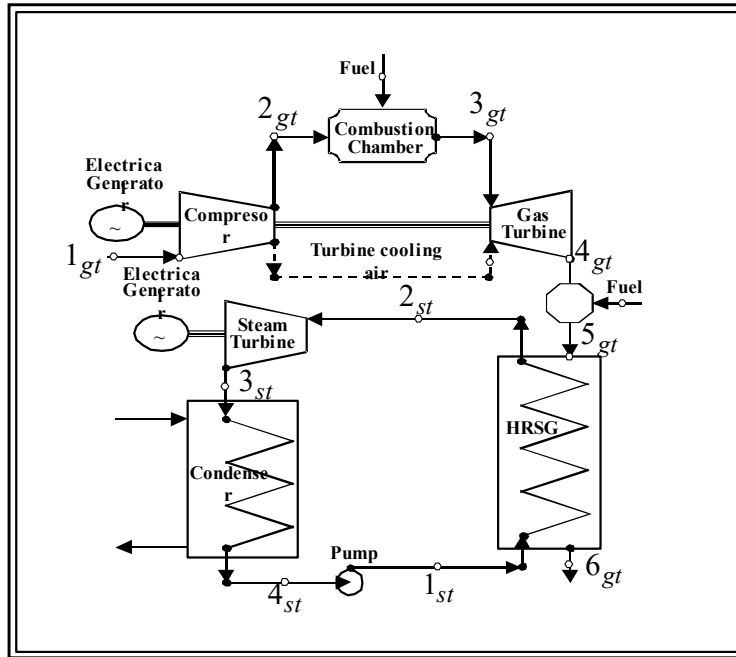 Fuel
2gt
3gt
Combustion
Chamber
Electrica
Generato
r
Compreso
r
Gas
Turbine
~
1gt
Turbine cooling
air
4gt
Electrica
Generato
r
Fuel
2st
Steam
Turbine
~
5gt
3st
HRSG
Condense
r
Pump
4st
1st
6gt